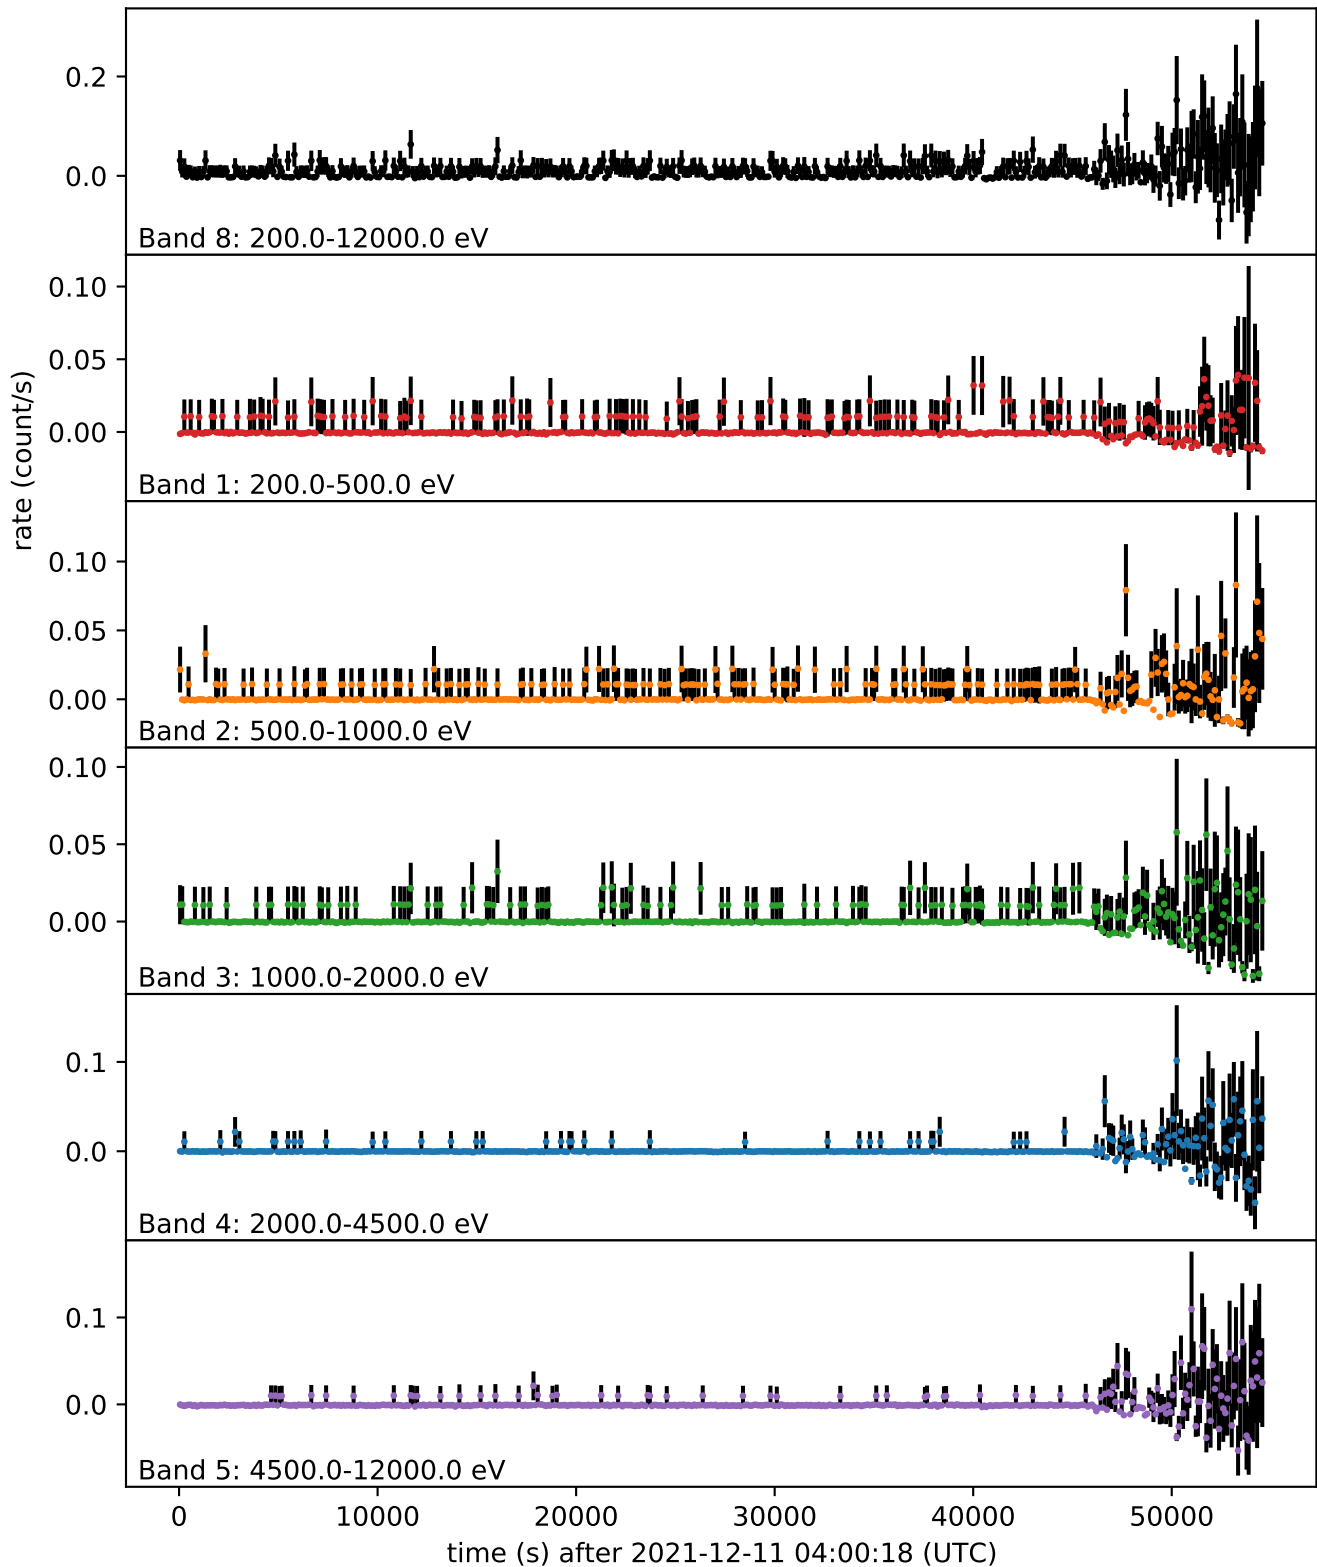 0.2
0.0
Band 8: 200.0-12000.0 eV
0.10
0.05
0.00
Band 1: 200.0-500.0 eV
rate (count/s)
0.10
0.05
0.00
Band 2: 500.0-1000.0 eV
0.10
0.05
0.00
Band 3: 1000.0-2000.0 eV
0.1
0.0
Band 4: 2000.0-4500.0 eV
0.1
0.0
Band 5: 4500.0-12000.0 eV
0 10000 20000 30000 40000 50000
time (s) after 2021-12-11 04:00:18 (UTC)